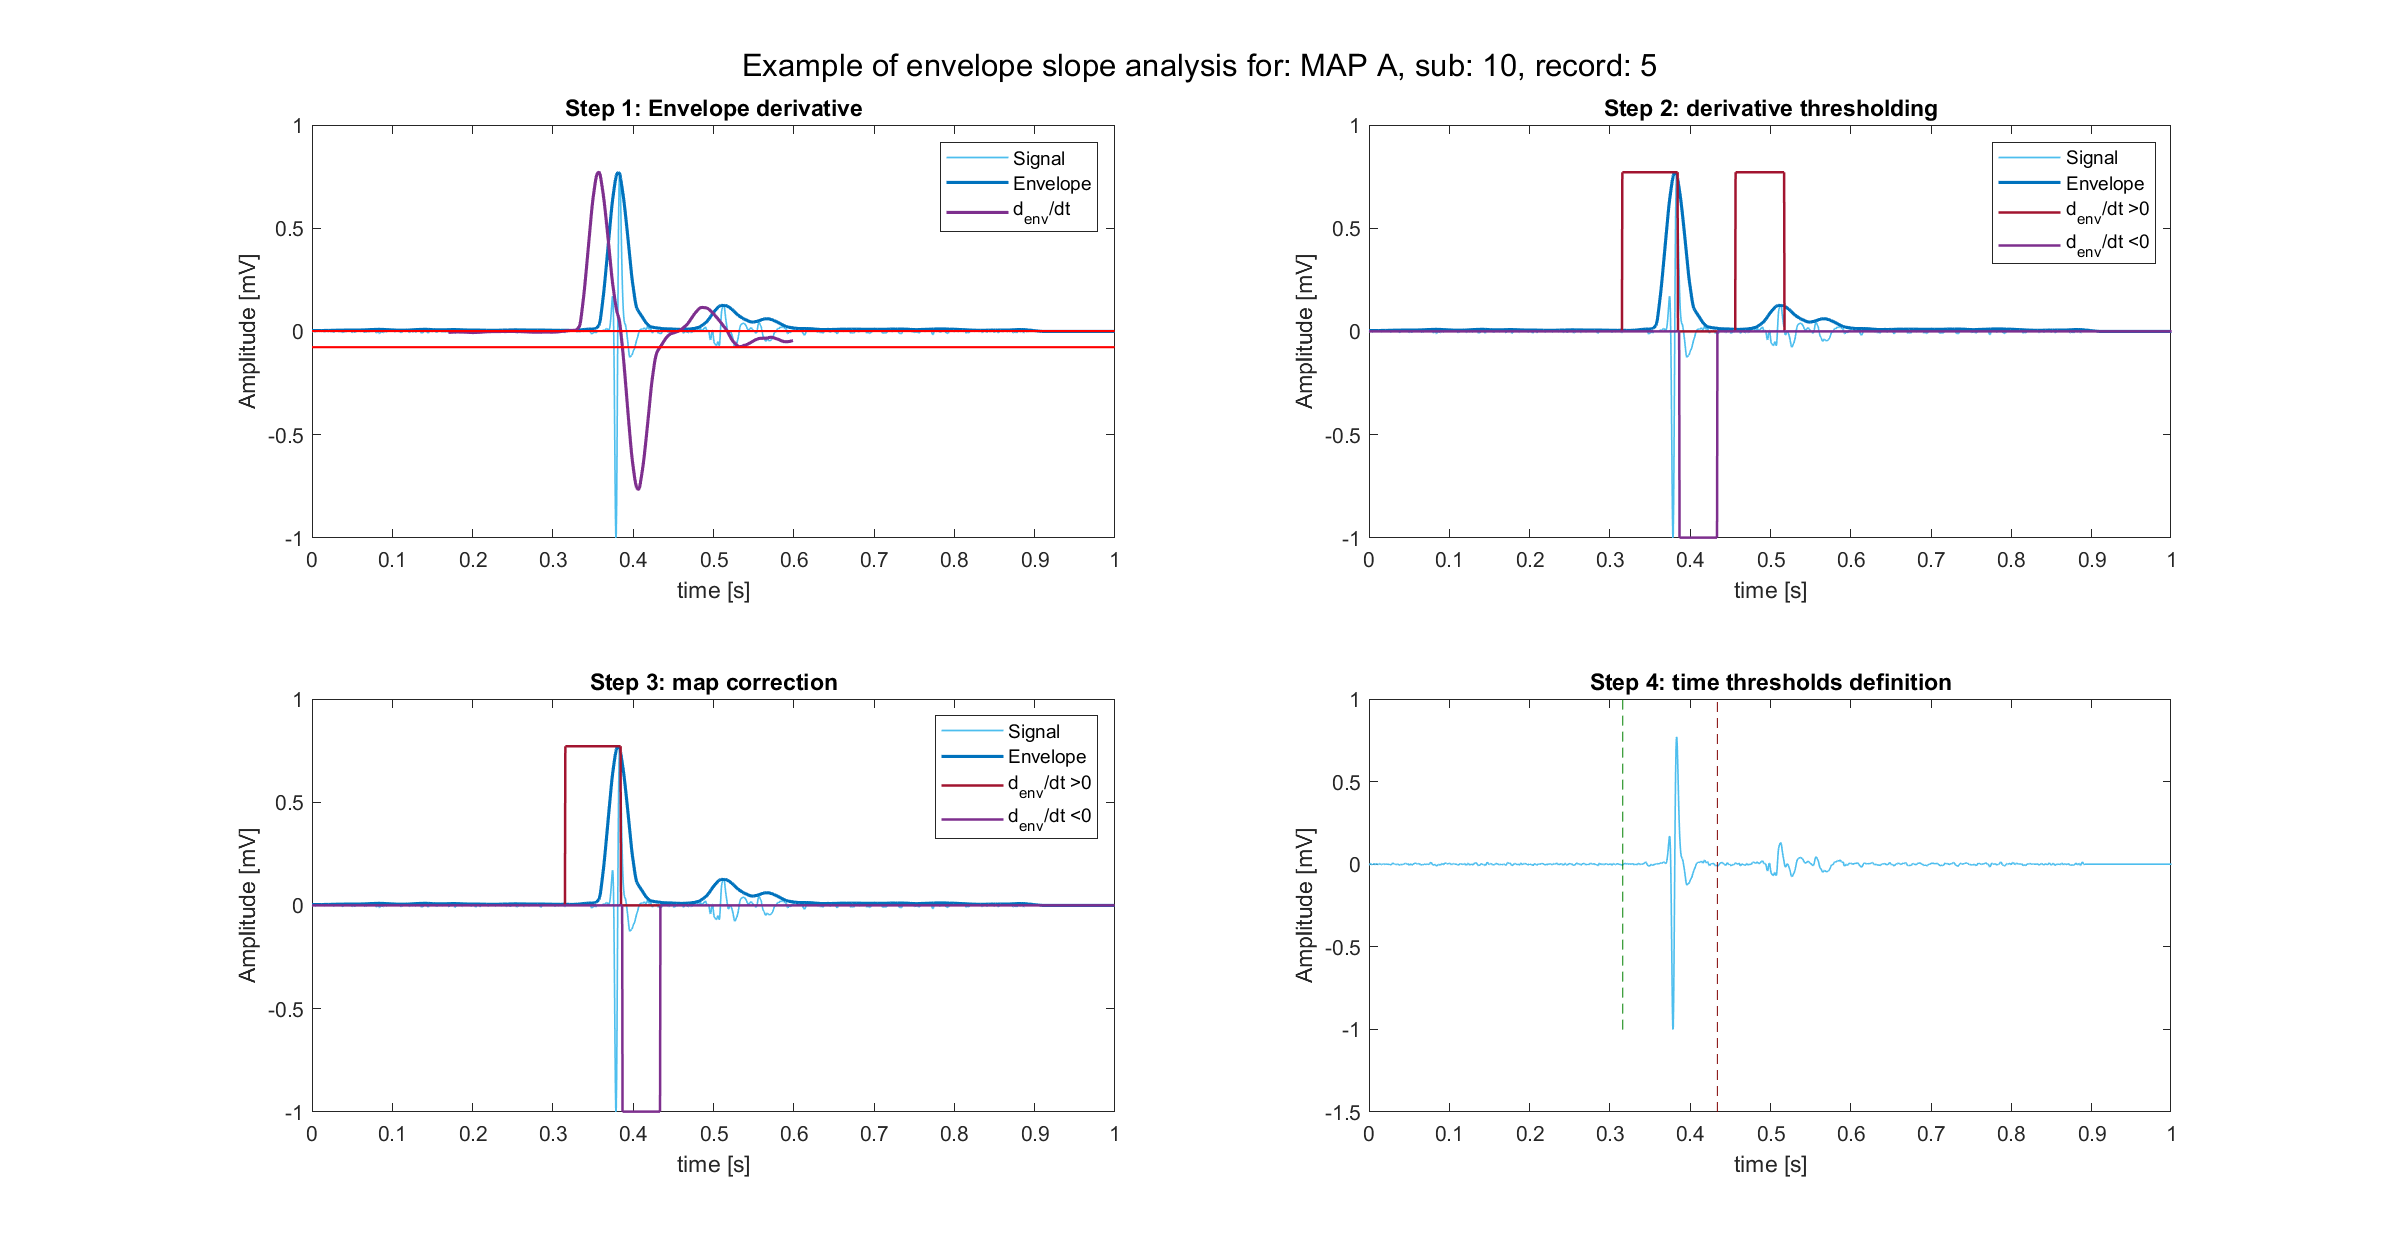 Example of envelope slope analysis for: MAP A, sub: 10, record: 5
Step 1: Envelope derivative
1
0.5
0
-0.5
-1
Amplitude [mV]
0 0.1 0.2 0.3 0.4 0.5 0.6 0.7 0.8 0.9 1
time [s]
Signal
Envelope
d_env/dt
Step 2: derivative thresholding
1
0.5
0
-0.5
-1
Amplitude [mV]
0 0.1 0.2 0.3 0.4 0.5 0.6 0.7 0.8 0.9 1
time [s]
Signal
Envelope
d_env/dt >0
d_env/dt <0
Step 3: map correction
1
0.5
0
-0.5
-1
Amplitude [mV]
0 0.1 0.2 0.3 0.4 0.5 0.6 0.7 0.8 0.9 1
time [s]
Signal
Envelope
d_env/dt >0
d_env/dt <0
Step 4: time thresholds definition
1
0.5
0
-0.5
-1
-1.5
Amplitude [mV]
0 0.1 0.2 0.3 0.4 0.5 0.6 0.7 0.8 0.9 1
time [s]